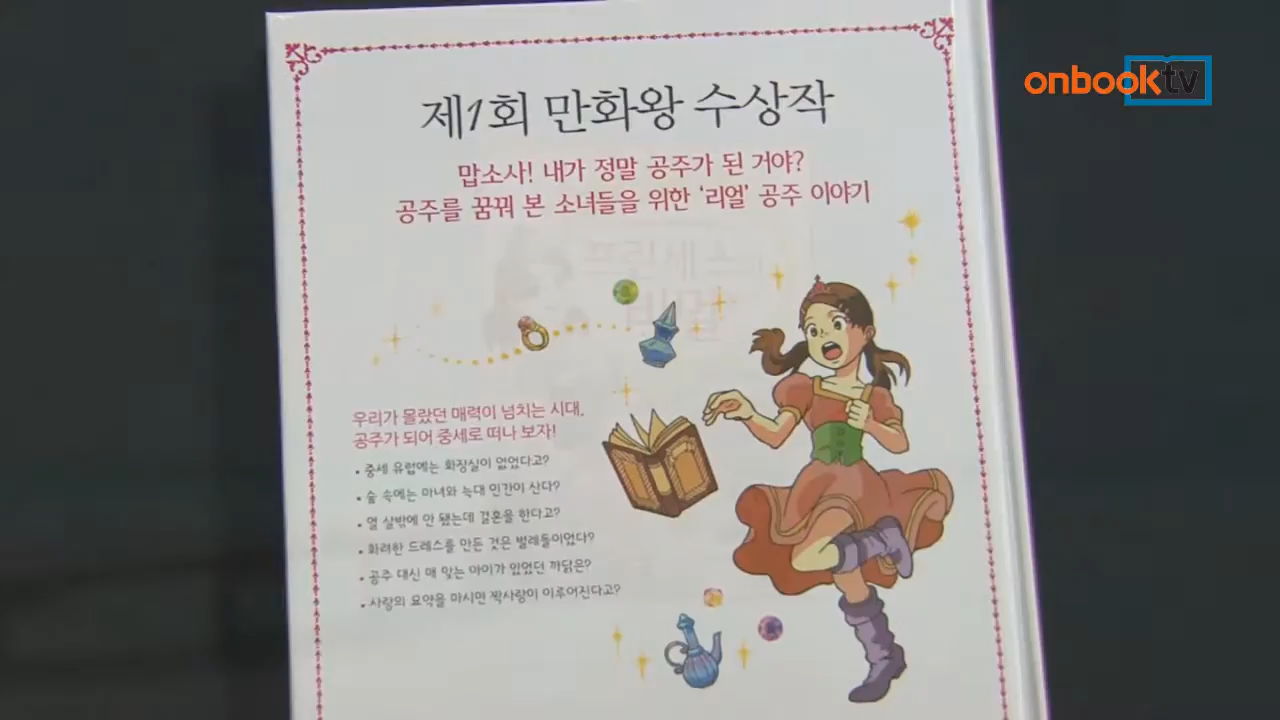 onbooktv
제1회 만화왕 수상작
맙소사! 내가 정말 공주가 된 거야?
공주를 꿈꿔 본 소녀들을 위한 ‘리얼’ 공주 이야기
프린세스
우리가 몰랐던 매력이 넘치는 시대,
공주가 되어 중세로 떠나 보자!
• 중세 유럽에는 화장실이 없었다고?
• 숲 속에는 마녀와 늑대 인간이 산다?
• 열 살밖에 안 됐는데 결혼을 한다고?
• 화려한 드레스를 만든 것은 벌레들이었다?
• 공주 대신 매 맞는 아이가 있었던 까닭은?
• 사랑의 묘약을 마시면 짝사랑이 이루어진다고?